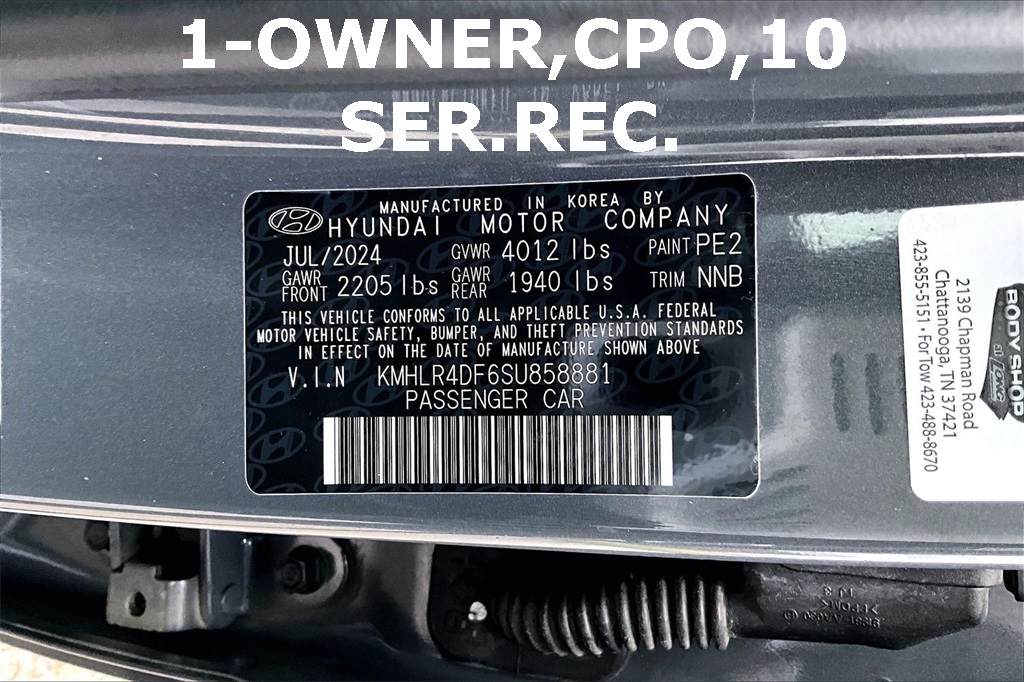 1-OWNER,CPO,10
SER.REC.
MANUFACTURED IN KOREA BY
HYUNDAI MOTOR COMPANY
JUL/2024 GVWR 4012 lbs PAINT PE2
GAWR FRONT 2205 lbs GAWR REAR 1940 lbs TRIM NNB
THIS VEHICLE CONFORMS TO ALL APPLICABLE U.S.A. FEDERAL
MOTOR VEHICLE SAFETY, BUMPER, AND THEFT PREVENTION STANDARDS
IN EFFECT ON THE DATE OF MANUFACTURE SHOWN ABOVE
V.I.N KMHLR4DF6SU858881
PASSENGER CAR
BODY SHOP
2139 Chapman Road
Chattanooga, TN 37421
423-855-5151 • For Tow 423-488-8670